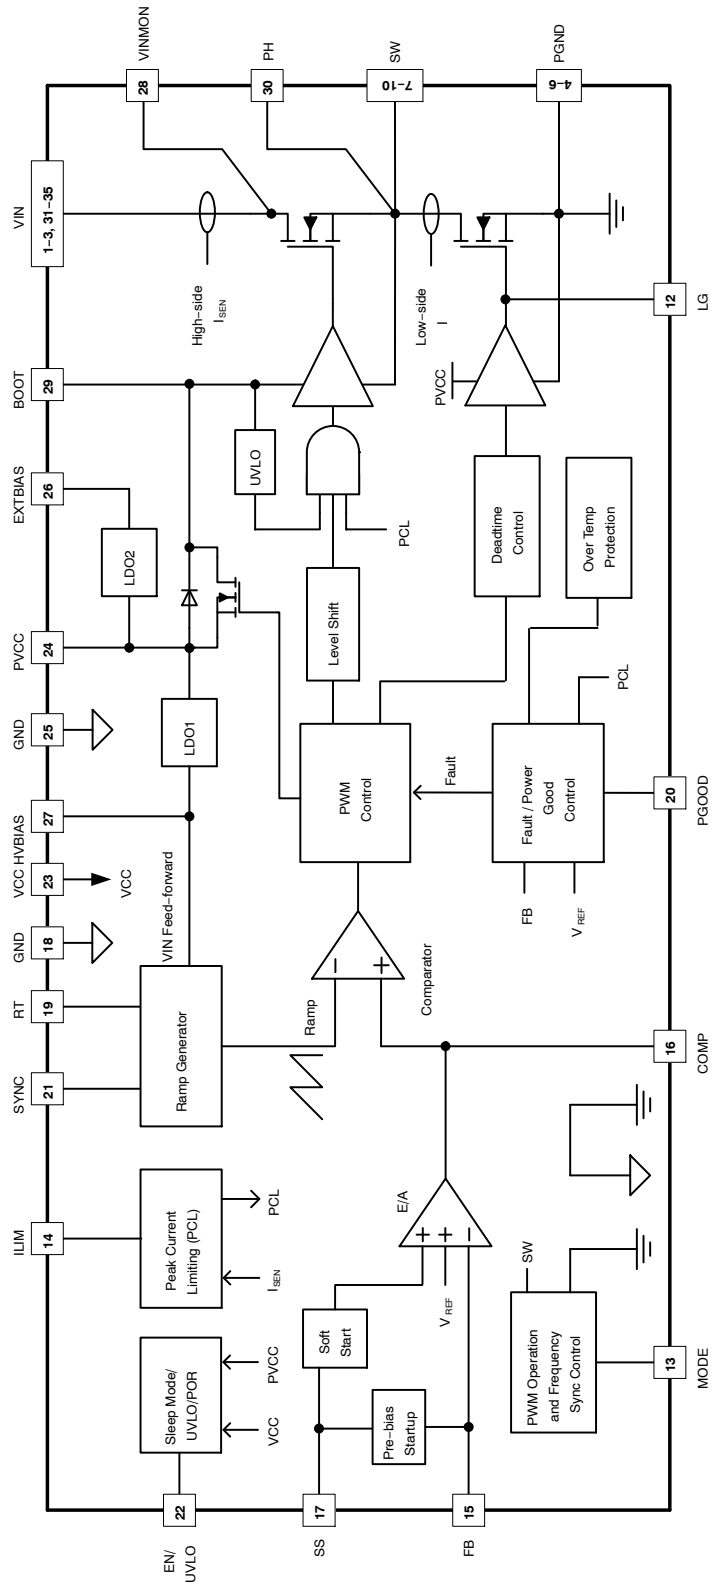 EN/
UVLO
22
ILIM
14
SYNC
21
RT
19
GND
18
VCC
23
HVBIAS
27
GND
25
PVCC
24
EXTBIAS
26
BOOT
29
VIN
1−3, 31−35
VINMON
28
PH
30
SW
7−10
PGND
4−6
Sleep Mode/
UVLO/POR
VCC
PVCC
Peak Current
Limiting (PCL)
ISEN
PCL
Ramp Generator
VIN Feed−forward
VCC
LDO1
LDO2
UVLO
High−side
ISEN
Ramp
Comparator
−
+
PWM
Control
Level Shift
PCL
Low−side
I
PVCC
Deadtime
Control
Over Temp
Protection
Fault
Fault / Power
Good
Control
FB
VREF
PCL
SS
17
Soft
Start
Pre−bias
Startup
E/A
+
+
−
VREF
FB
15
PWM Operation
and Frequency
Sync Control
SW
13
MODE
16
COMP
20
PGOOD
12
LG